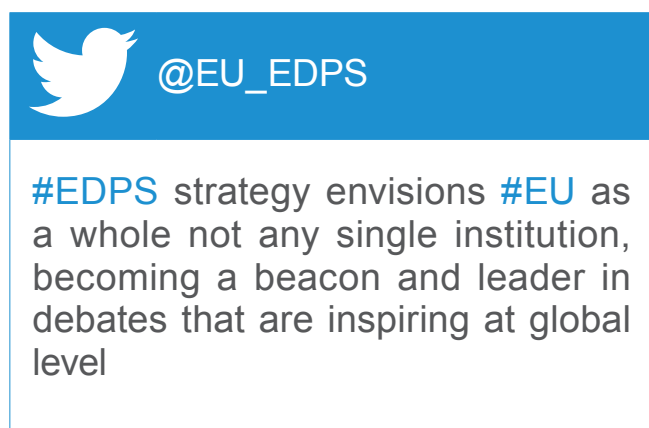 @EU_EDPS
#EDPS strategy envisions #EU as
a whole not any single institution,
becoming a beacon and leader in
debates that are inspiring at global
level